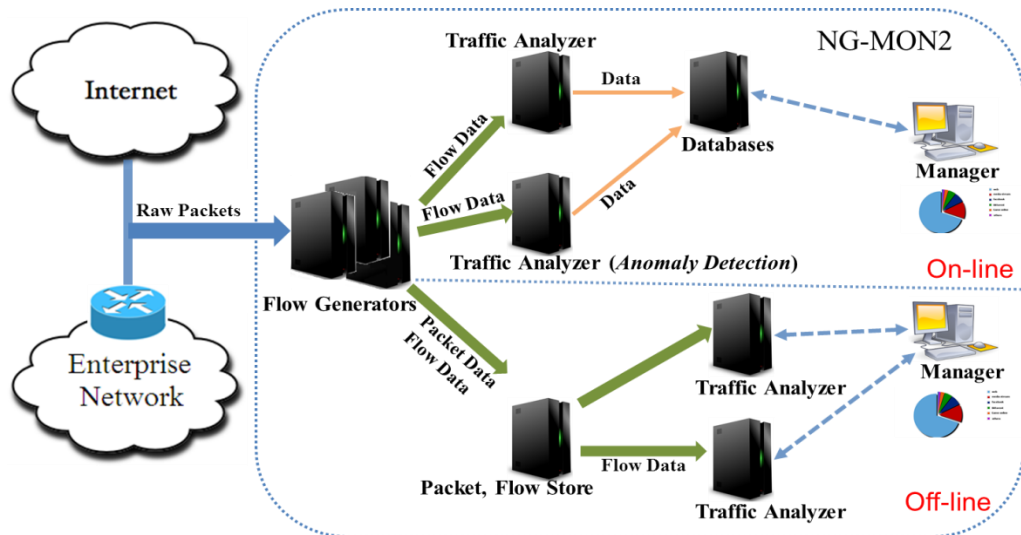 NG-MON2
Traffic Analyzer
Internet
Data
Flow Data
Databases
Manager
Raw Packets
Flow Data
Data
Traffic Analyzer (Anomaly Detection)
On-line
Flow Generators
Packet Data
Flow Data
Enterprise
Network
Traffic Analyzer
Manager
Flow Data
Packet, Flow Store
Traffic Analyzer
Off-line